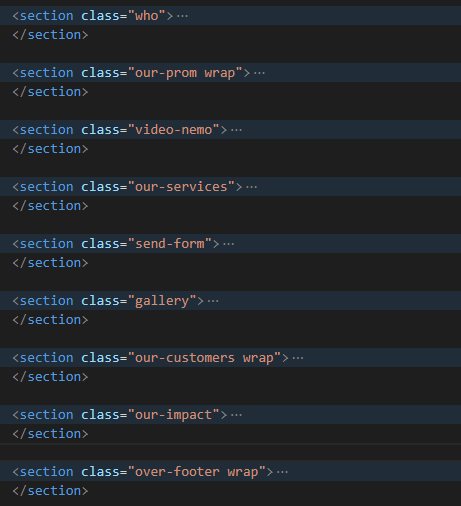 <section class="who">⋯
</section>
<section class="our-prom wrap">⋯
</section>
<section class="video-nemo">⋯
</section>
<section class="our-services">⋯
</section>
<section class="send-form">⋯
</section>
<section class="gallery">⋯
</section>
<section class="our-customers wrap">⋯
</section>
<section class="our-impact">⋯
</section>
<section class="over-footer wrap">⋯
</section>